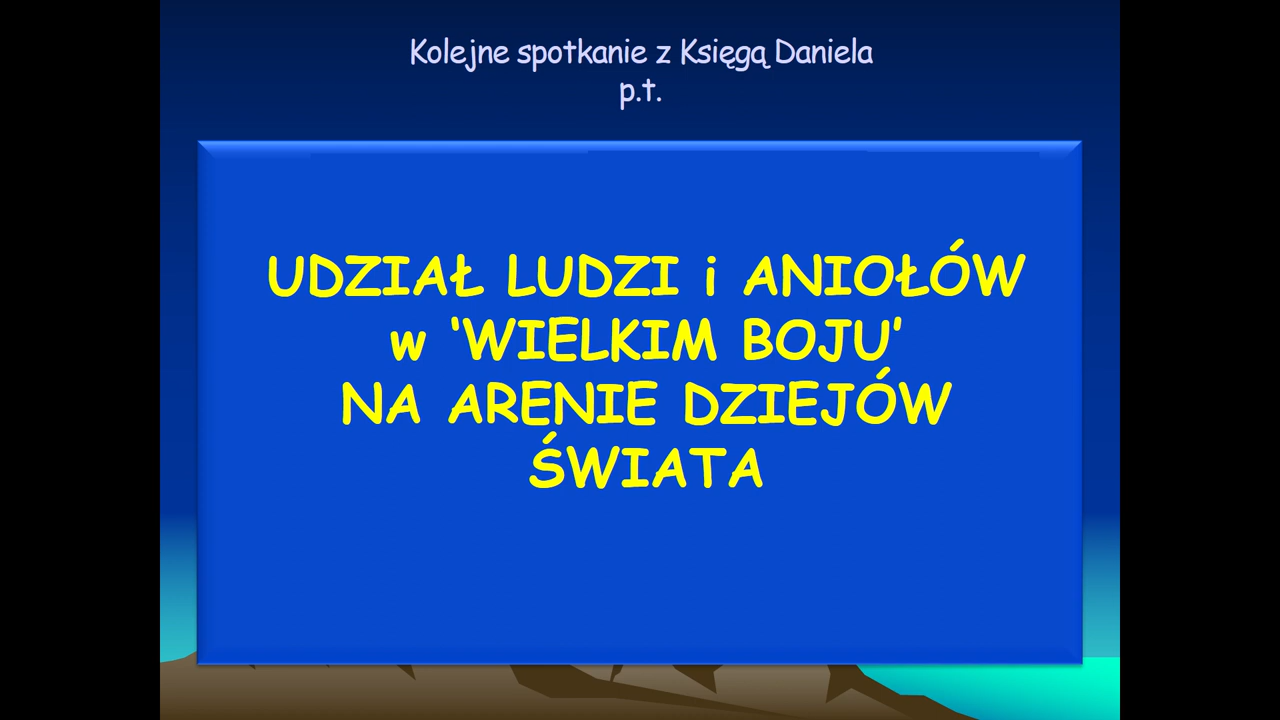 Kolejne spotkanie z Księgą Daniela
p.t.
UDZIAŁ LUDZI i ANIOŁÓW
w 'WIELKIM BOJU'
NA ARENIE DZIEJÓW
ŚWIATA